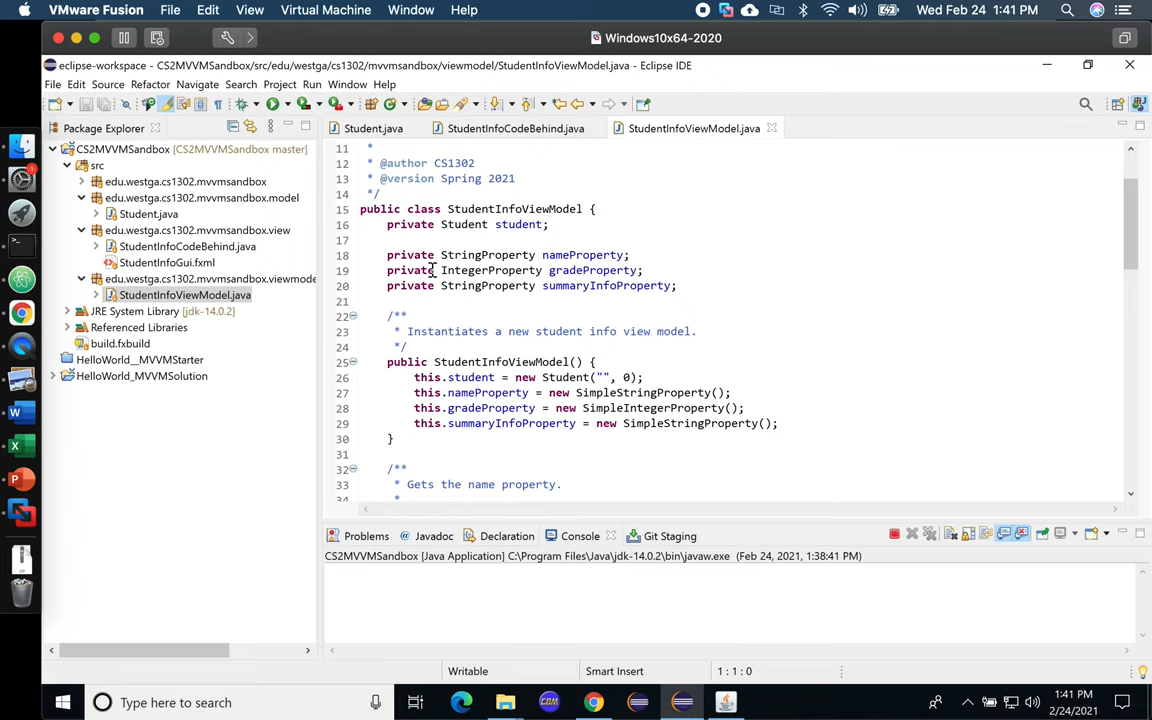 VMware Fusion File Edit View Virtual Machine Window Help Wed Feb 24 1:41 PM
Windows10x64-2020
eclipse-workspace - CS2MVVMSandbox/src/edu/westga/cs1302/mvvmsandbox/viewmodel/StudentInfoViewModel.java - Eclipse IDE
File Edit Source Refactor Navigate Search Project Run Window Help
Package Explorer
Student.java StudentInfoCodeBehind.java StudentInfoViewModel.java
CS2MVVMSandbox [CS2MVVMSandbox master]
src
edu.westga.cs1302.mvvmsandbox
edu.westga.cs1302.mvvmsandbox.model
Student.java
edu.westga.cs1302.mvvmsandbox.view
StudentInfoCodeBehind.java
StudentInfoGui.fxml
edu.westga.cs1302.mvvmsandbox.viewmode
StudentInfoViewModel.java
JRE System Library [jdk-14.0.2]
Referenced Libraries
build.fxbuild
HelloWorld__MVVMStarter
HelloWorld_MVVMSolution
11 *
12 * @author CS1302
13 * @version Spring 2021
14 */
15 public class StudentInfoViewModel {
16 private Student student;
17
18 private StringProperty nameProperty;
19 private IntegerProperty gradeProperty;
20 private StringProperty summaryInfoProperty;
21
22 /**
23 * Instantiates a new student info view model.
24 */
25 public StudentInfoViewModel() {
26 this.student = new Student("", 0);
27 this.nameProperty = new SimpleStringProperty();
28 this.gradeProperty = new SimpleIntegerProperty();
29 this.summaryInfoProperty = new SimpleStringProperty();
30 }
31
32 /**
33 * Gets the name property.
34 *
Problems @ Javadoc Declaration Console Git Staging
CS2MVVMSandbox [Java Application] C:\Program Files\Java\jdk-14.0.2\bin\javaw.exe (Feb 24, 2021, 1:38:41 PM)
Writable Smart Insert 1 : 1 : 0
Type here to search
1:41 PM
2/24/2021